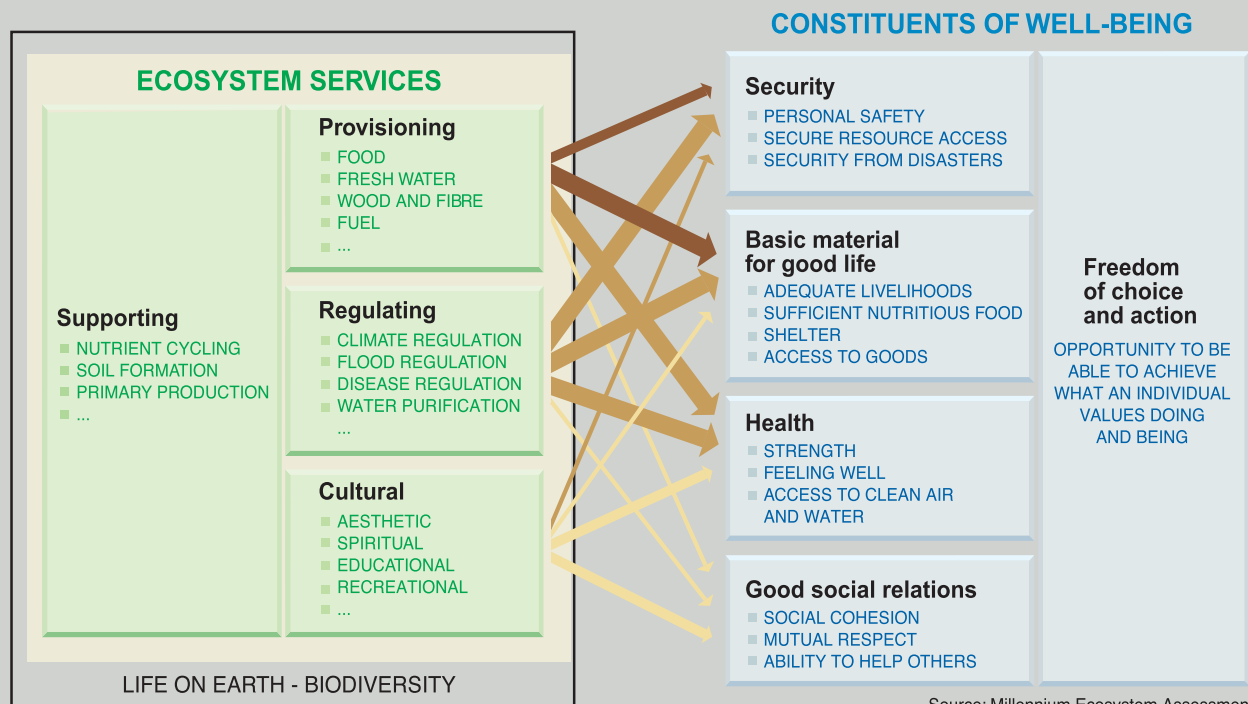 CONSTITUENTS OF WELL-BEING
ECOSYSTEM SERVICES
Supporting
NUTRIENT CYCLING
SOIL FORMATION
PRIMARY PRODUCTION
...
Provisioning
FOOD
FRESH WATER
WOOD AND FIBRE
FUEL
...
Regulating
CLIMATE REGULATION
FLOOD REGULATION
DISEASE REGULATION
WATER PURIFICATION
...
Cultural
AESTHETIC
SPIRITUAL
EDUCATIONAL
RECREATIONAL
...
LIFE ON EARTH - BIODIVERSITY
Security
PERSONAL SAFETY
SECURE RESOURCE ACCESS
SECURITY FROM DISASTERS
Basic material
for good life
ADEQUATE LIVELIHOODS
SUFFICIENT NUTRITIOUS FOOD
SHELTER
ACCESS TO GOODS
Health
STRENGTH
FEELING WELL
ACCESS TO CLEAN AIR
AND WATER
Good social relations
SOCIAL COHESION
MUTUAL RESPECT
ABILITY TO HELP OTHERS
Freedom
of choice
and action
OPPORTUNITY TO BE
ABLE TO ACHIEVE
WHAT AN INDIVIDUAL
VALUES DOING
AND BEING
Source: Millennium Ecosystem Assessment